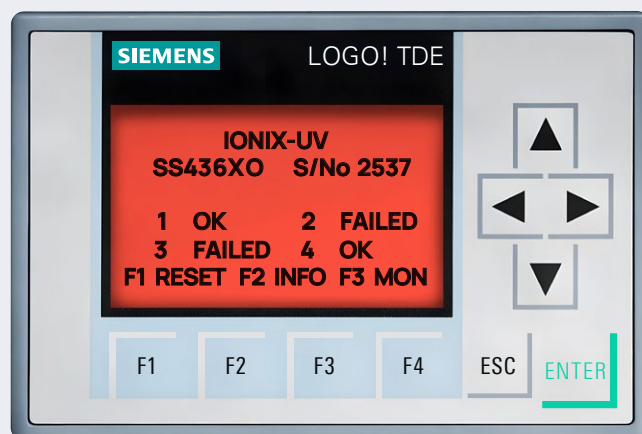 SIEMENS LOGO! TDE
IONIX-UV
SS436XO S/No 2537
1 OK 2 FAILED
3 FAILED 4 OK
F1 RESET F2 INFO F3 MON
F1 F2 F3 F4 ESC ENTER